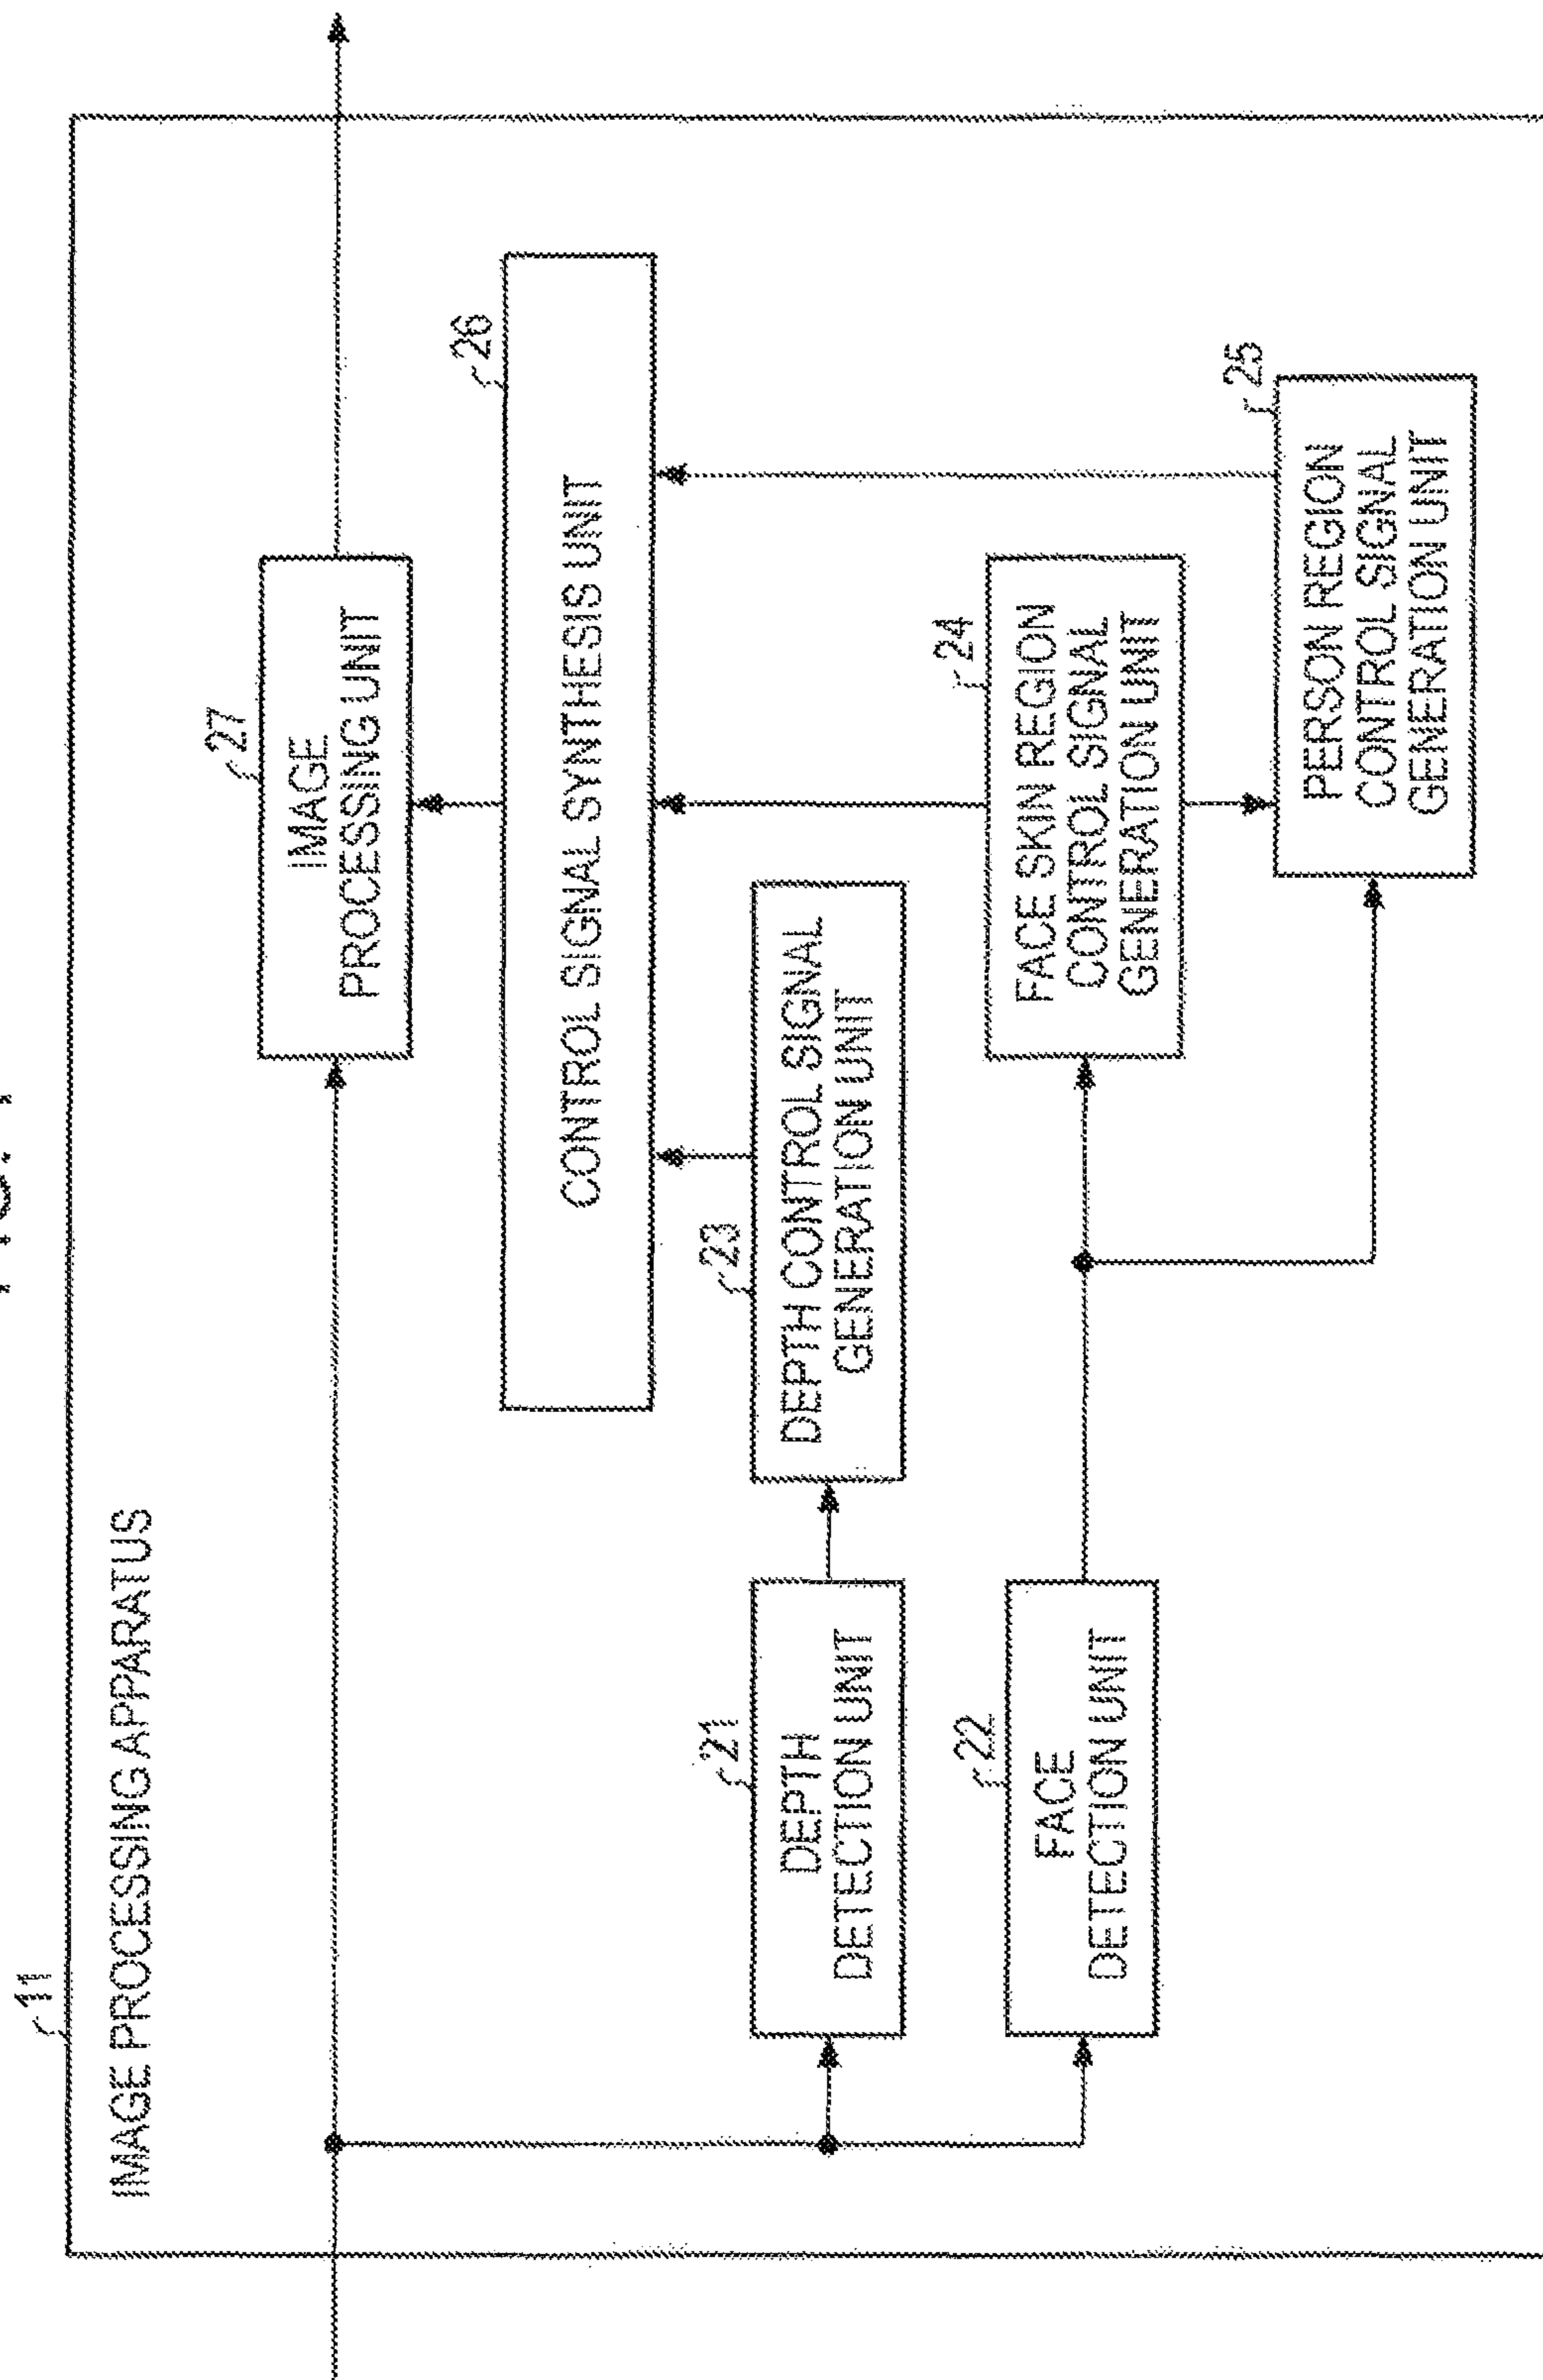 11
IMAGE PROCESSING APPARATUS
27
IMAGE
PROCESSING UNIT
26
CONTROL SIGNAL SYNTHESIS UNIT
21
DEPTH
DETECTION UNIT
23
DEPTH CONTROL SIGNAL
GENERATION UNIT
22
FACE
DETECTION UNIT
24
FACE SKIN REGION
CONTROL SIGNAL
GENERATION UNIT
25
PERSON REGION
CONTROL SIGNAL
GENERATION UNIT